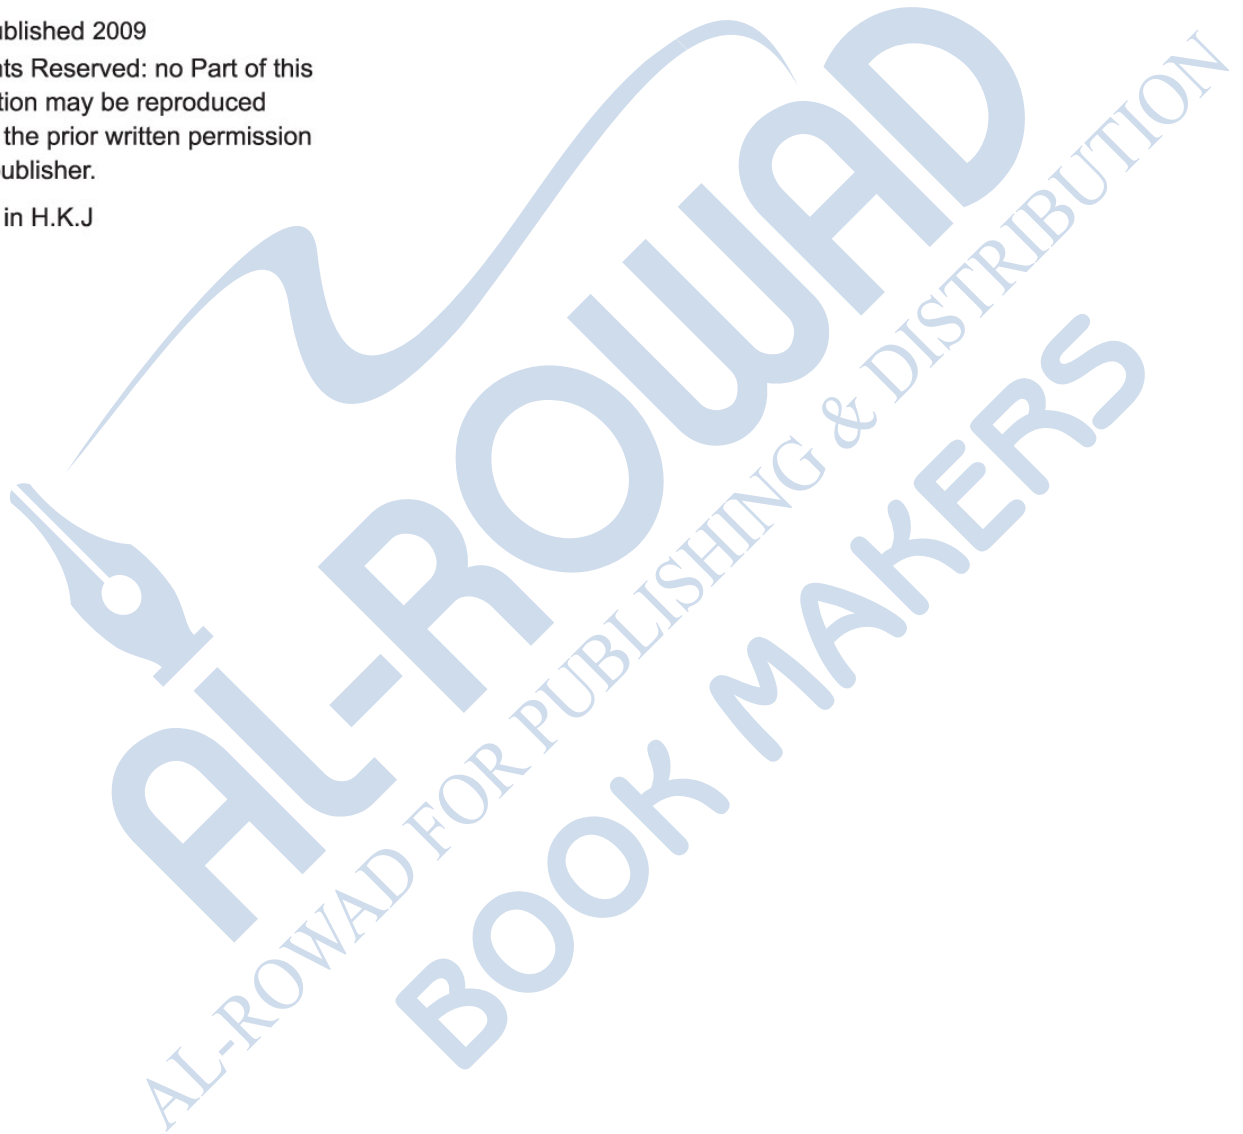 ublished 2009
ts Reserved: no Part of this
tion may be reproduced
the prior written permission
ublisher.
in H.K.J
AL-ROWAD
AL-ROWAD FOR PUBLISHING & DISTRIBUTION
BOOK MAKERS